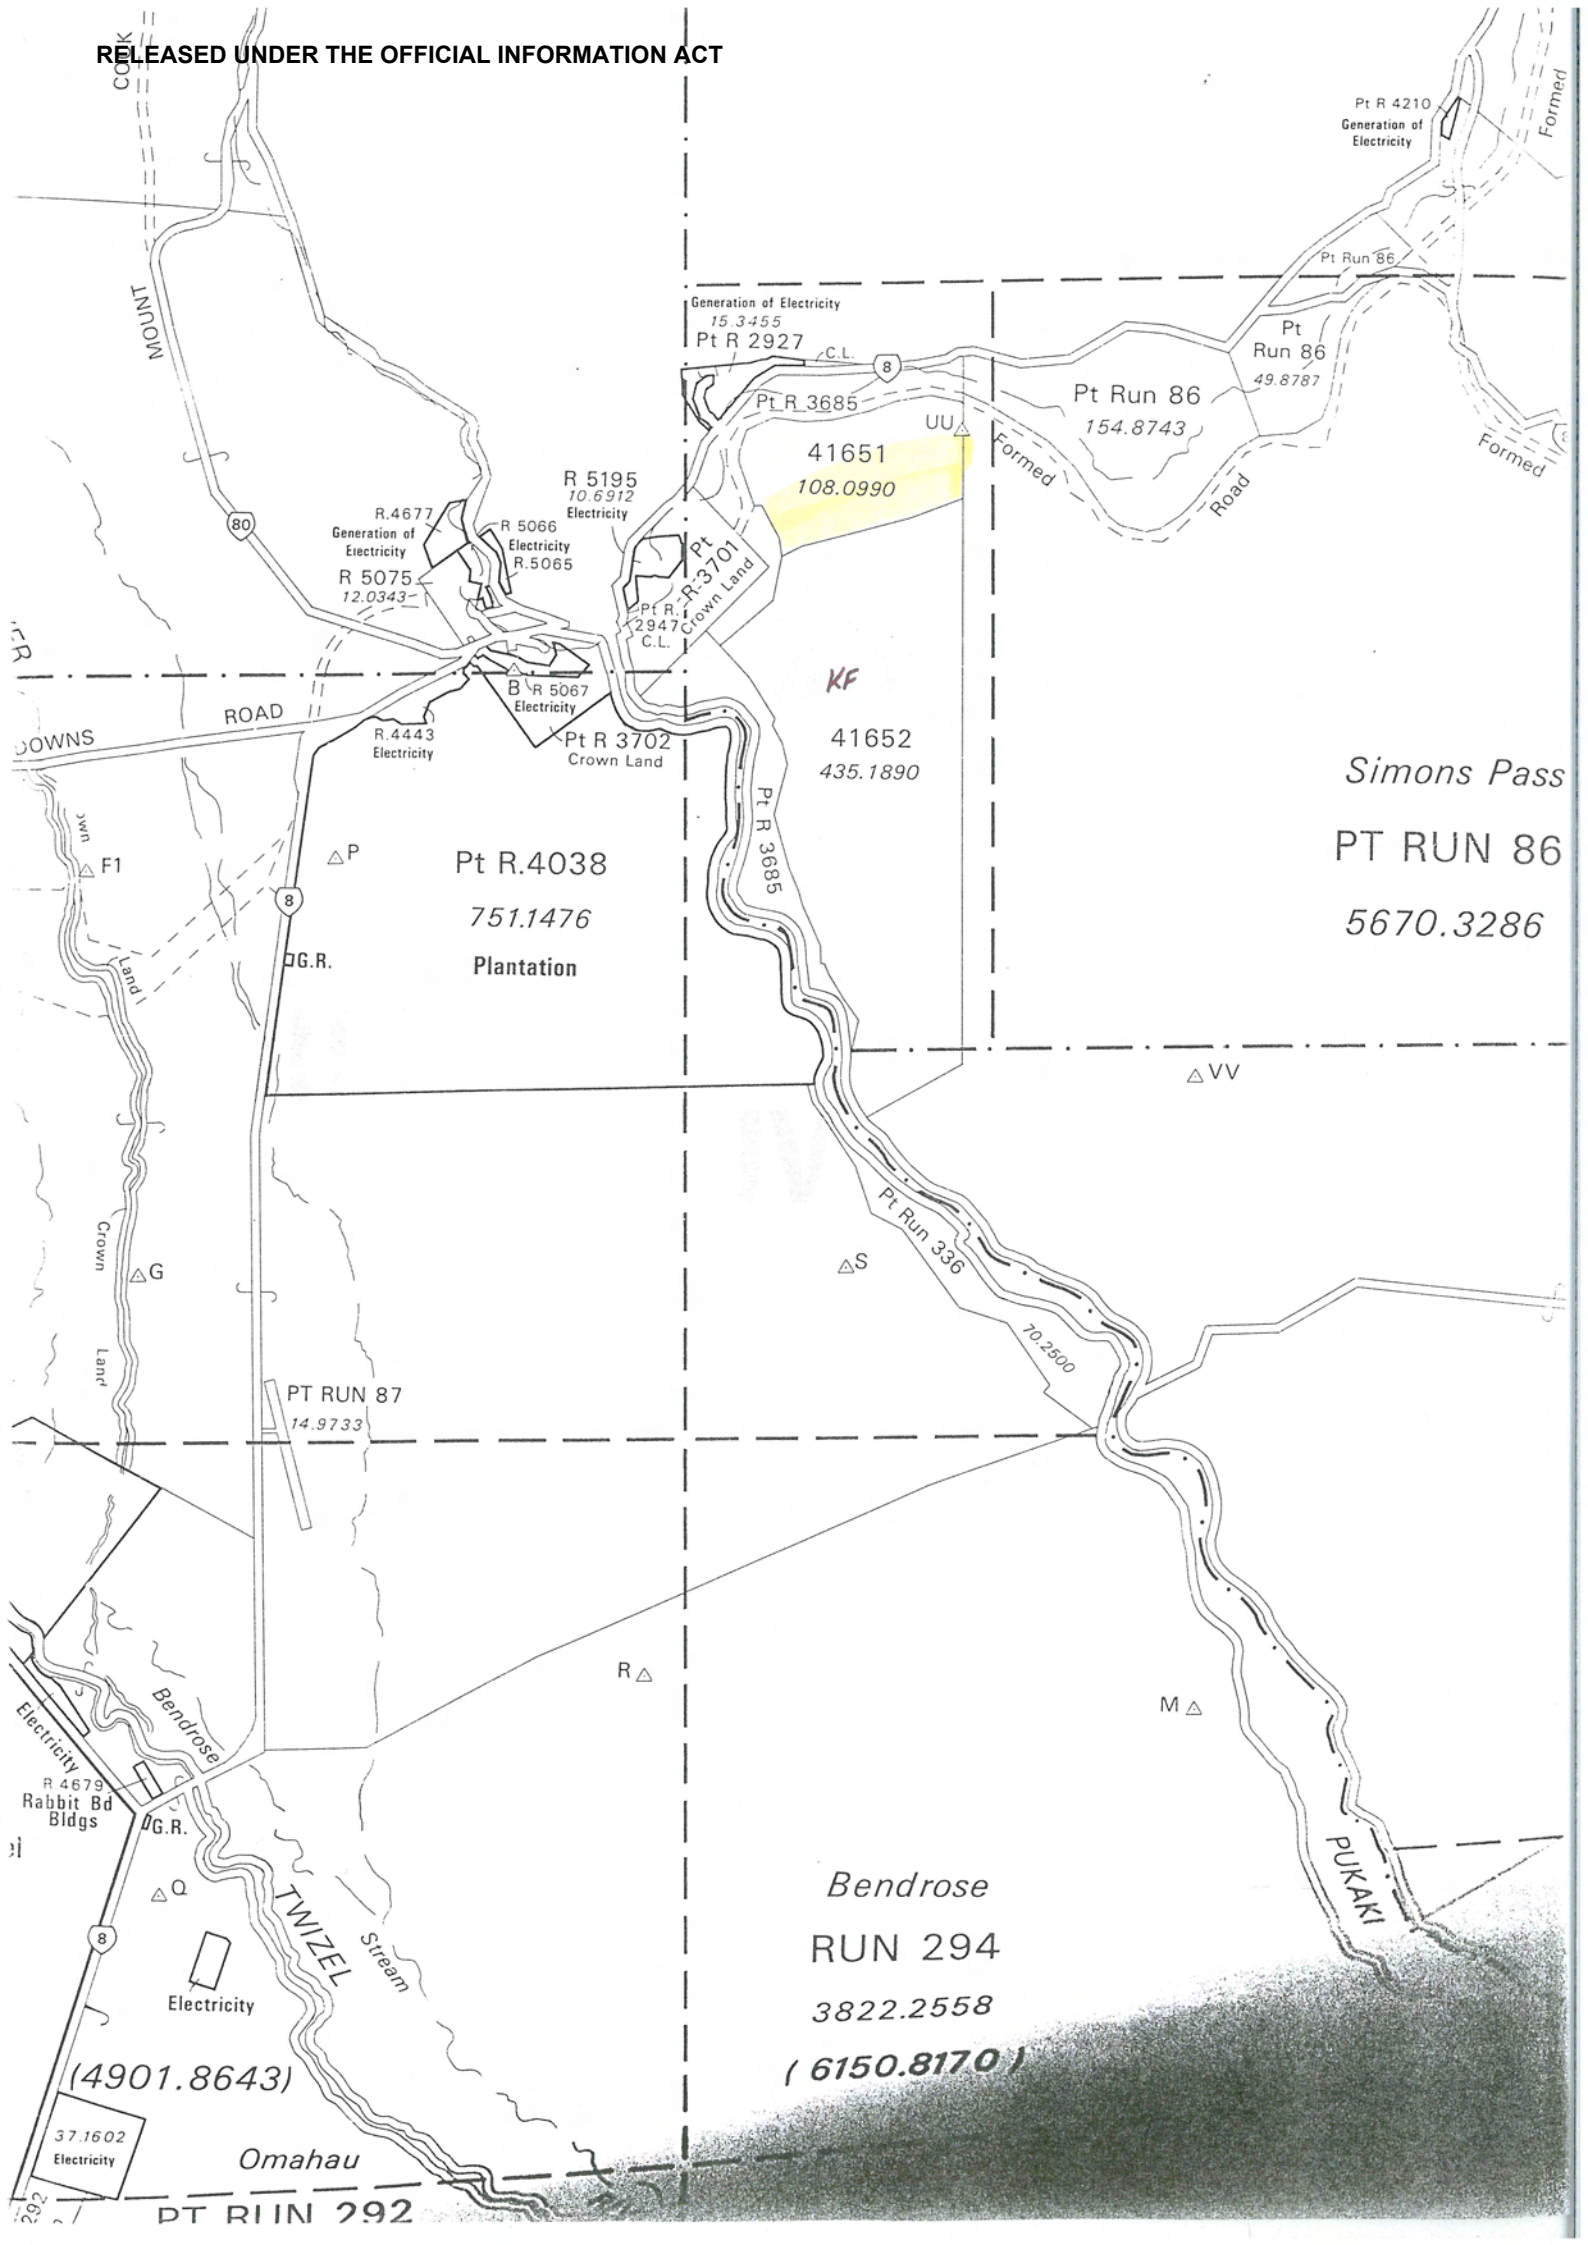 RELEASED UNDER THE OFFICIAL INFORMATION ACT
COOK
Pt R 4210
Generation of
Electricity
Formed
MOUNT
Pt Run 86
Generation of Electricity
15.3455
Pt R 2927
C.L.
8
Pt R 3685
Pt
Run 86
49.8787
Pt Run 86
154.8743
UU
41651
108.0990
Formed
Road
Formed
R 5195
10.6912
Electricity
80
R.4677
Generation of
Electricity
R 5066
Electricity
R.5065
R 5075
12.0343
Pt
R-3701
Crown Land
Pt R.
2947
C.L.
KF
B
R 5067
Electricity
ROAD
DOWNS
R.4443
Electricity
Pt R 3702
Crown Land
41652
435.1890
Simons Pass
PT RUN 86
5670.3286
Pt R 3685
F1
P
Pt R.4038
751.1476
Plantation
8
G.R.
Land
VV
Crown
G
Land
S
Pt Run 336
70.2500
PT RUN 87
14.9733
R
M
Bendrose
Electricity
R 4679
Rabbit Bd
Bldgs
G.R.
Q
8
TWIZEL
Stream
Electricity
PUKAKI
Bendrose
RUN 294
3822.2558
(6150.8170)
(4901.8643)
37.1602
Electricity
Omahau
PT RUN 292
292